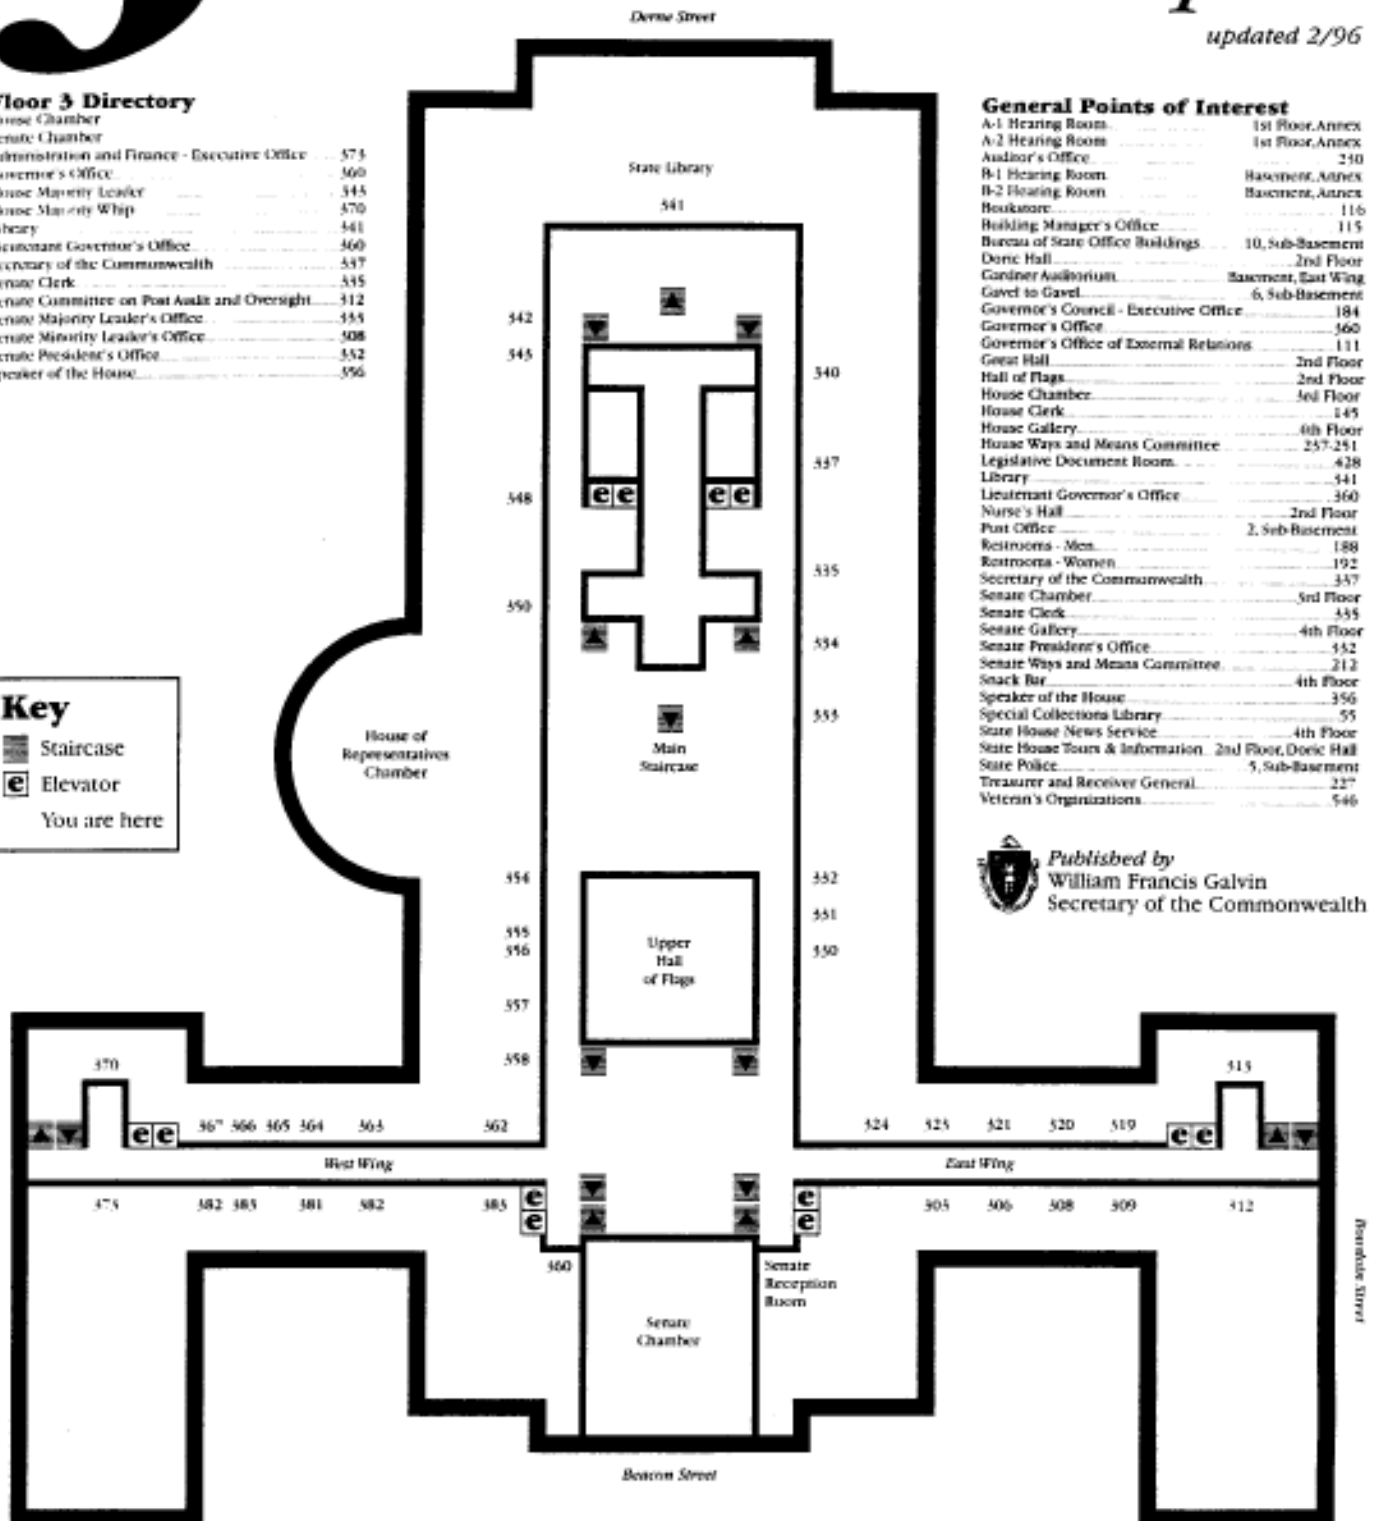 Derne Street
updated 2/96
Floor 3 Directory
House Chamber
Senate Chamber
Administration and Finance - Executive Office 373
Governor's Office 360
House Majority Leader 343
House Majority Whip 370
Library 341
Lieutenant Governor's Office 360
Secretary of the Commonwealth 337
Senate Clerk 335
Senate Committee on Post Audit and Oversight 312
Senate Majority Leader's Office 333
Senate Minority Leader's Office 308
Senate President's Office 332
Speaker of the House 356
General Points of Interest
A-1 Hearing Room 1st Floor, Annex
A-2 Hearing Room 1st Floor, Annex
Auditor's Office 230
B-1 Hearing Room Basement, Annex
B-2 Hearing Room Basement, Annex
Bookstore 116
Building Manager's Office 115
Bureau of State Office Buildings 10, Sub-Basement
Doric Hall 2nd Floor
Gardner Auditorium Basement, East Wing
Gavel to Gavel 6, Sub-Basement
Governor's Council - Executive Office 184
Governor's Office 360
Governor's Office of External Relations 111
Great Hall 2nd Floor
Hall of Flags 2nd Floor
House Chamber 3rd Floor
House Clerk 145
House Gallery 4th Floor
House Ways and Means Committee 237-251
Legislative Document Room 428
Library 341
Lieutenant Governor's Office 360
Nurse's Hall 2nd Floor
Post Office 2, Sub-Basement
Restrooms - Men 188
Restrooms - Women 192
Secretary of the Commonwealth 337
Senate Chamber 3rd Floor
Senate Clerk 335
Senate Gallery 4th Floor
Senate President's Office 332
Senate Ways and Means Committee 212
Snack Bar 4th Floor
Speaker of the House 356
Special Collections Library 55
State House News Service 4th Floor
State House Tours & Information 2nd Floor, Doric Hall
State Police 5, Sub-Basement
Treasurer and Receiver General 227
Veteran's Orginizations 546
Published by
William Francis Galvin
Secretary of the Commonwealth
Key
Staircase
e Elevator
You are here
State Library
341
342
343
340
337
e e
e e
348
335
350
334
333
House of
Representatives
Chamber
Main
Staircase
354
332
355
331
356
330
Upper
Hall
of Flags
357
358
370
313
e e
367 366 365 364 363 362
324 323 321 320 319
e e
West Wing
East Wing
373 382 383 381 382 383
e
e
e
e
303 306 308 309 312
360
Senate
Reception
Room
Senate
Chamber
Bowdoin Street
Beacon Street